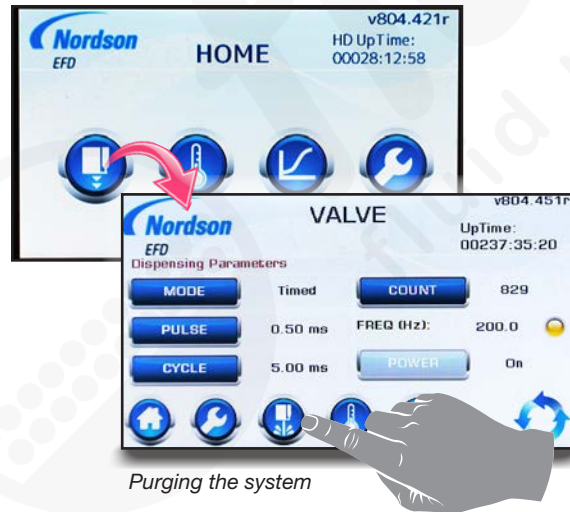 v804.421r
Nordson
EFD
HOME
HD UpTime:
00028:12:58
v804.451r
Nordson
EFD
VALVE
UpTime:
00237:35:20
Dispensing Parameters
MODE Timed COUNT 829
PULSE 0.50 ms FREQ (Hz): 200.0
CYCLE 5.00 ms POWER On
Purging the system